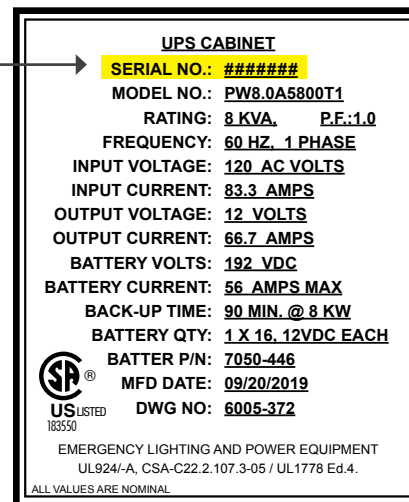 UPS CABINET
SERIAL NO.: #######
MODEL NO.: PW8.0A5800T1
RATING: 8 KVA, P.F.:1.0
FREQUENCY: 60 HZ, 1 PHASE
INPUT VOLTAGE: 120 AC VOLTS
INPUT CURRENT: 83.3 AMPS
OUTPUT VOLTAGE: 12 VOLTS
OUTPUT CURRENT: 66.7 AMPS
BATTERY VOLTS: 192 VDC
BATTERY CURRENT: 56 AMPS MAX
BACK-UP TIME: 90 MIN. @ 8 KW
BATTERY QTY: 1 X 16, 12VDC EACH
BATTER P/N: 7050-446
MFD DATE: 09/20/2019
DWG NO: 6005-372
SA ®
US LISTED
183550
EMERGENCY LIGHTING AND POWER EQUIPMENT
UL924/-A, CSA-C22.2.107.3-05 / UL1778 Ed.4.
ALL VALUES ARE NOMINAL